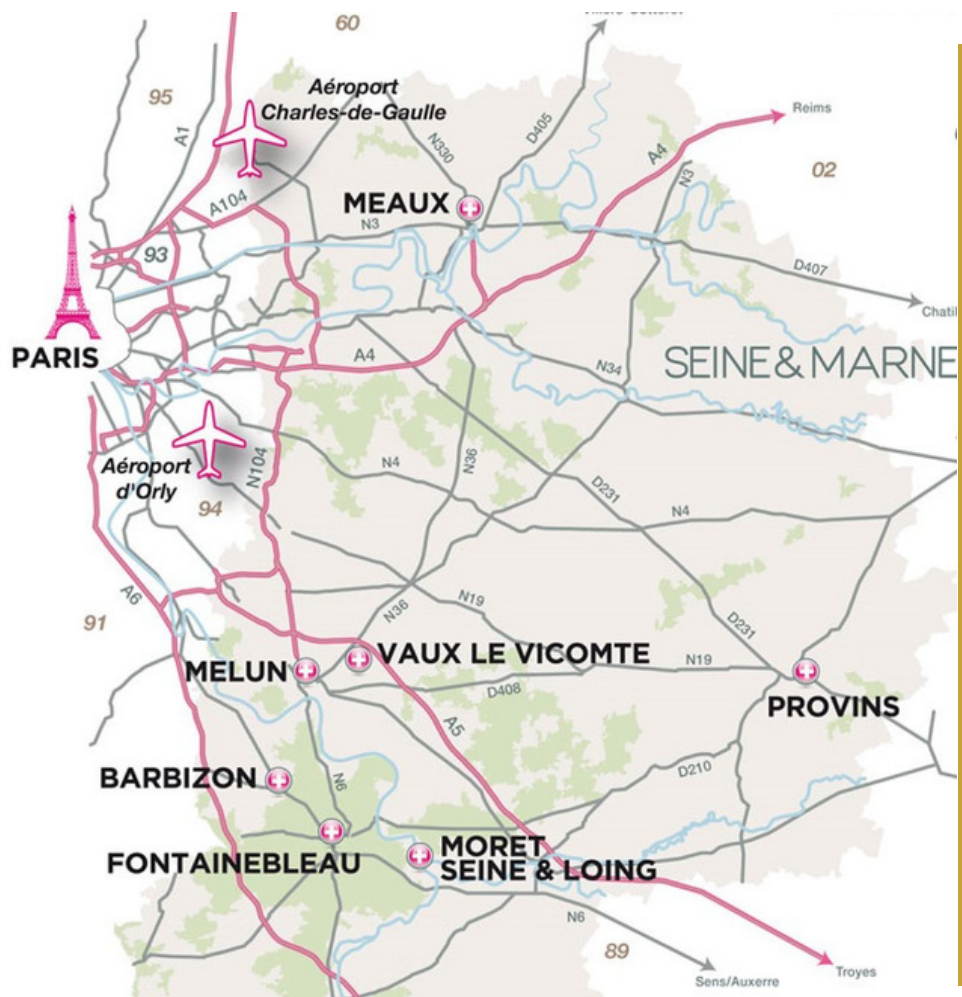 60
Aéroport
Charles-de-Gaulle
95
A1
N330
D405
Reims
A4
02
A104
MEAUX
N3
N3
93
D407
PARIS
A4
N34
SEINE&MARNE
Aéroport
d'Orly
N104
N4
N36
D231
N4
94
A6
91
N36
N19
D231
MELUN
VAUX LE VICOMTE
N19
D408
PROVINS
A5
BARBIZON
N6
D210
FONTAINEBLEAU
MORET
SEINE & LOING
N6
89
Sens/Auxerre
Troyes